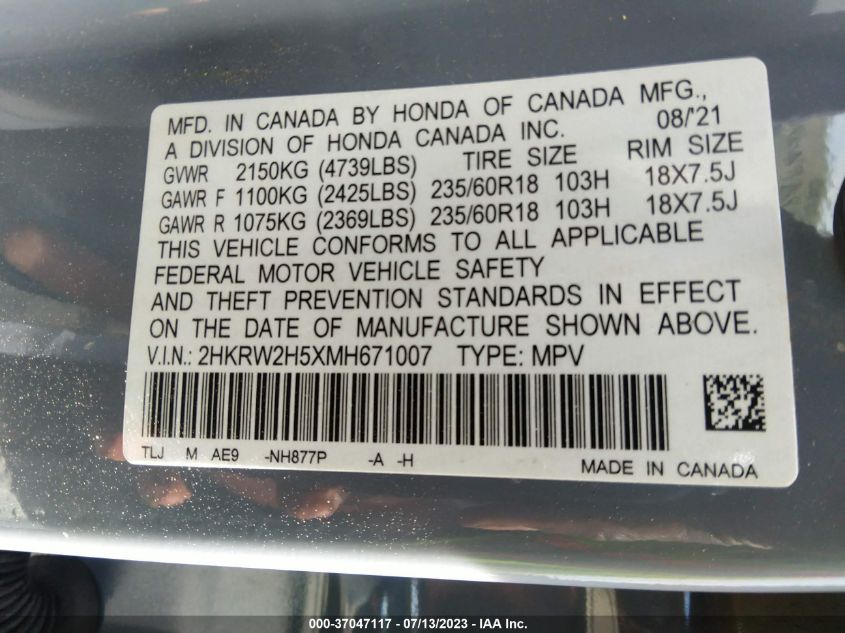 MFD. IN CANADA BY HONDA OF CANADA MFG.,
A DIVISION OF HONDA CANADA INC. 08/'21
GVWR 2150KG (4739LBS) TIRE SIZE RIM SIZE
GAWR F 1100KG (2425LBS) 235/60R18 103H 18X7.5J
GAWR R 1075KG (2369LBS) 235/60R18 103H 18X7.5J
THIS VEHICLE CONFORMS TO ALL APPLICABLE
FEDERAL MOTOR VEHICLE SAFETY
AND THEFT PREVENTION STANDARDS IN EFFECT
ON THE DATE OF MANUFACTURE SHOWN ABOVE.
V.I.N.: 2HKRW2H5XMH671007 TYPE: MPV
TLJ M AE9 -NH877P -A -H
MADE IN CANADA
000-37047117 - 07/13/2023 - IAA Inc.